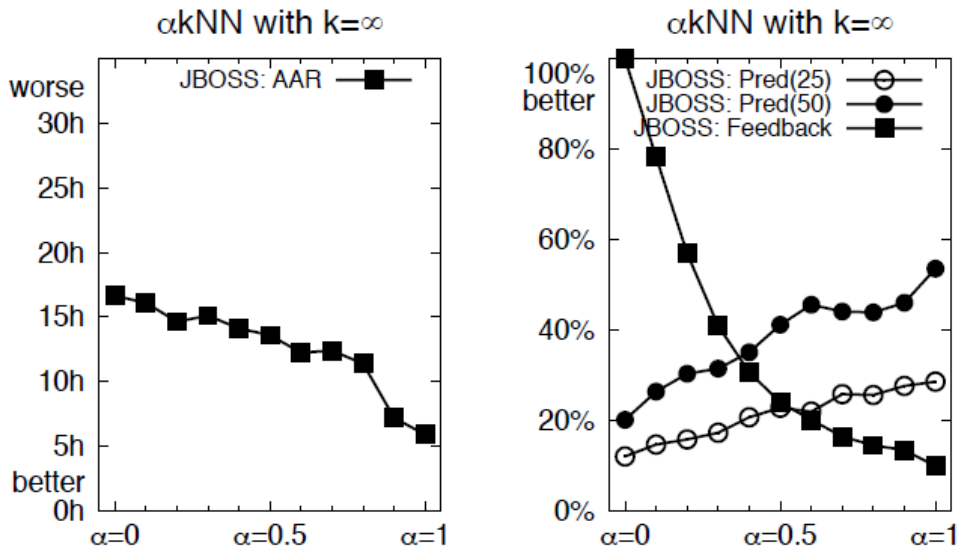 αkNN with k=∞
worse
JBOSS: AAR
30h
25h
20h
15h
10h
5h
better
0h
α=0
α=0.5
α=1
αkNN with k=∞
100%
better
JBOSS: Pred(25)
JBOSS: Pred(50)
JBOSS: Feedback
80%
60%
40%
20%
0%
α=0
α=0.5
α=1